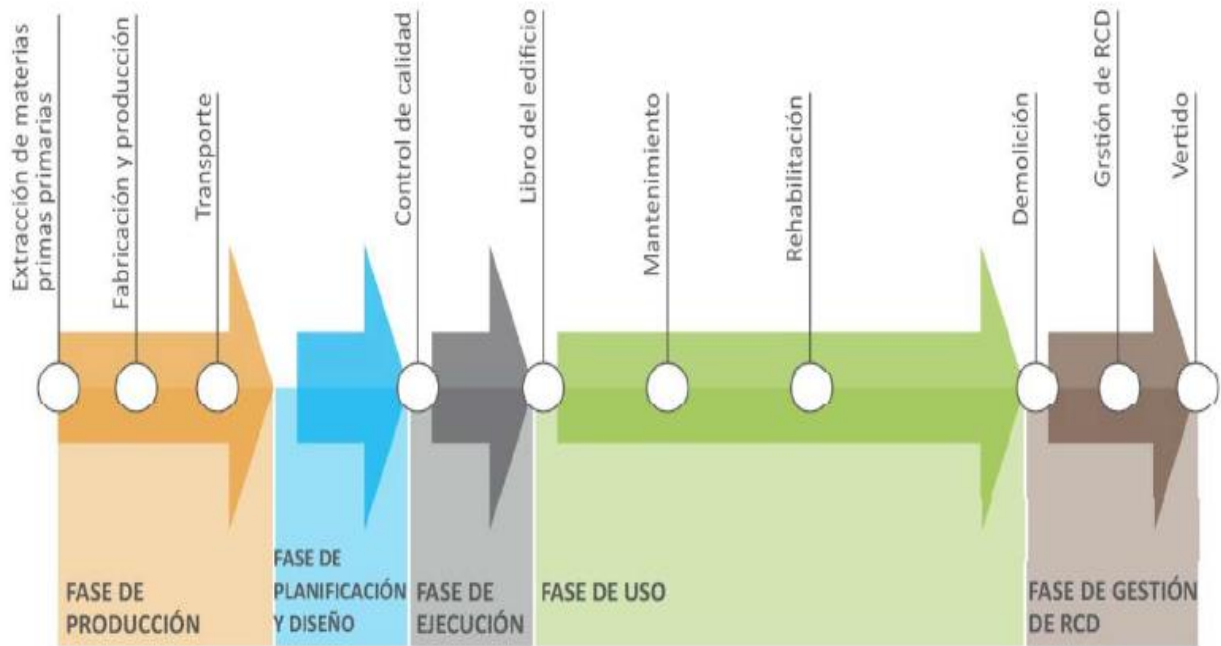 Extracción de materias
primas primarias
Fabricación y producción
Transporte
Control de calidad
Libro del edificio
Mantenimiento
Rehabilitación
Demolición
Grstión de RCD
Vertido
FASE DE
PRODUCCIÓN
FASE DE
PLANIFICACIÓN
Y DISEÑO
FASE DE
EJECUCIÓN
FASE DE USO
FASE DE GESTIÓN
DE RCD